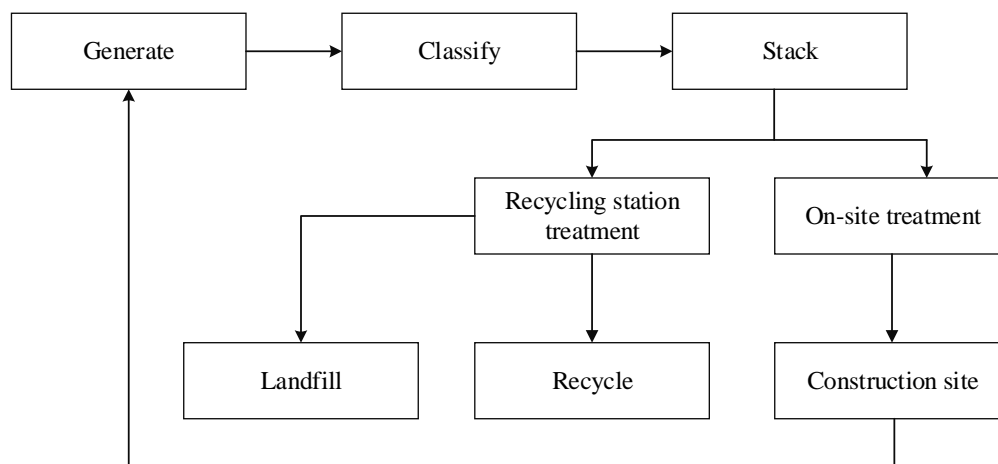 Generate
Classify
Stack
Recycling station
treatment
On-site treatment
Landfill
Recycle
Construction site